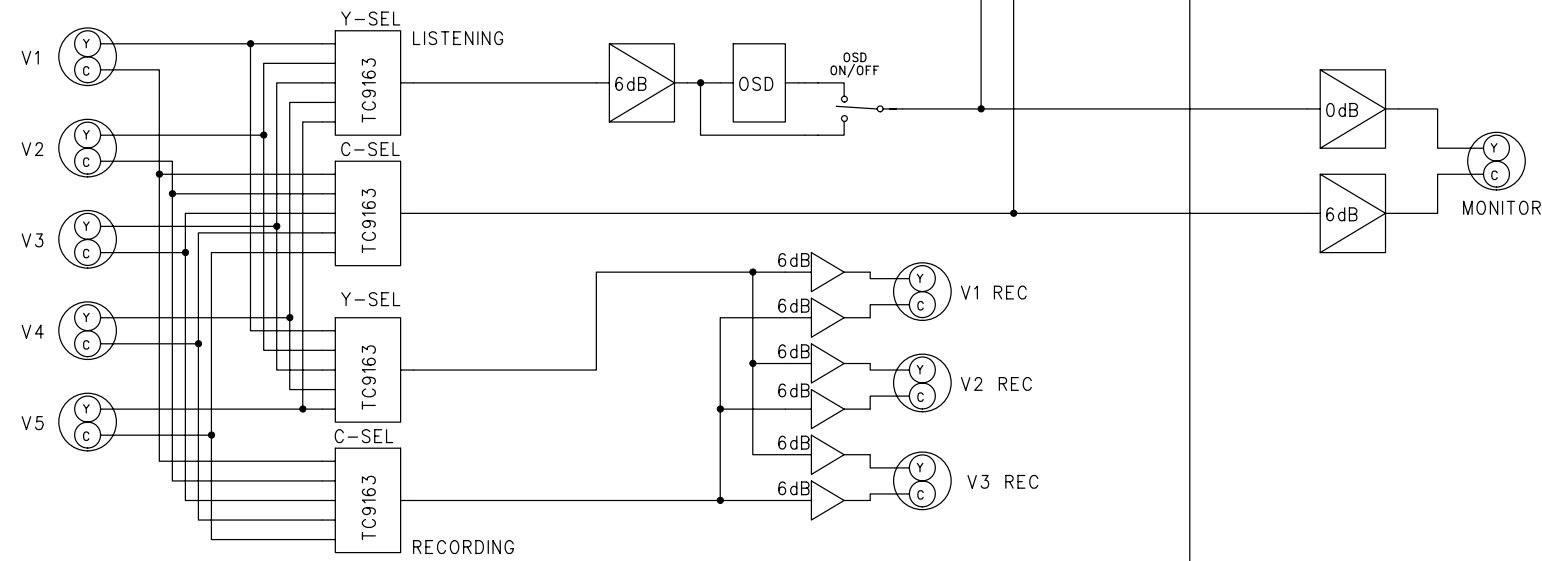 Y-SEL
LISTENING
V1
Y
C
TC9163
6dB
OSD
OSD
ON/OFF
0dB
V2
Y
C
C-SEL
TC9163
Y
C
MONITOR
6dB
V3
Y
C
Y-SEL
TC9163
6dB
6dB
Y
C
V1 REC
V4
Y
C
6dB
6dB
Y
C
V2 REC
V5
Y
C
C-SEL
TC9163
6dB
6dB
Y
C
V3 REC
RECORDING